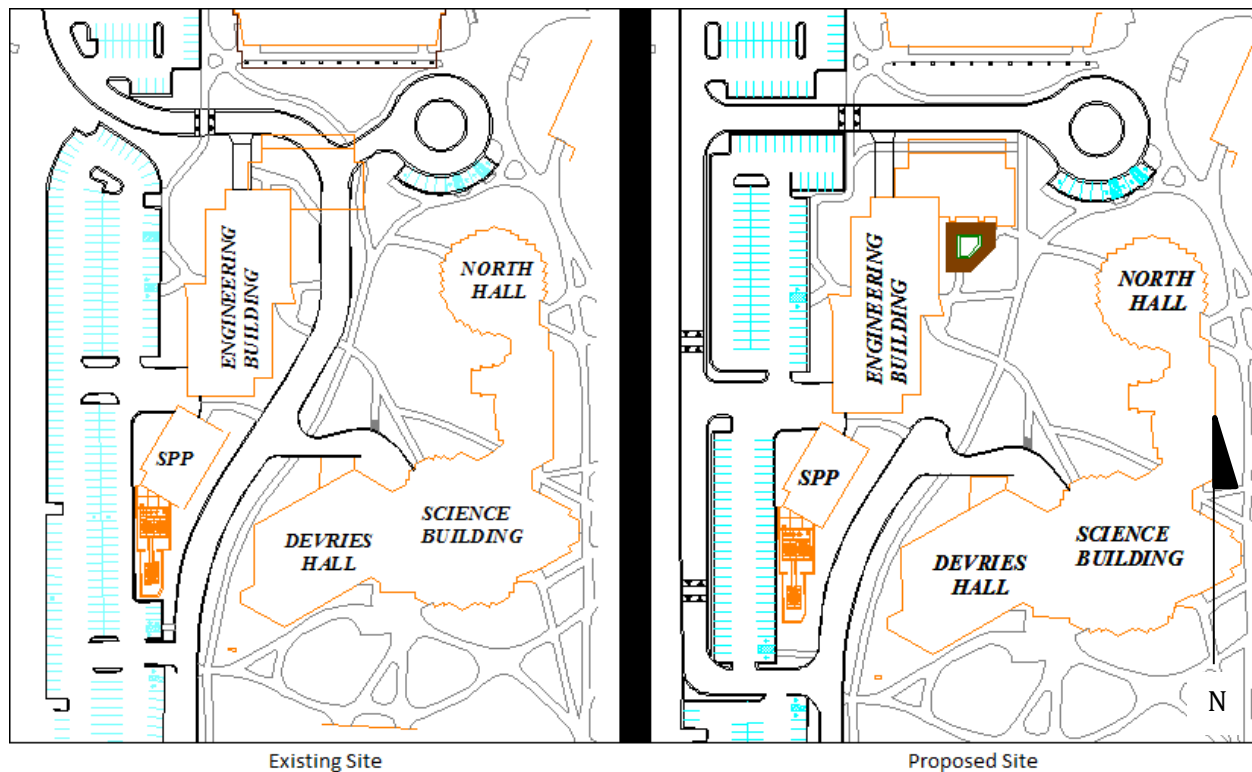 ENGINEERING
BUILDING
NORTH
HALL
SPP
SCIENCE
BUILDING
DEVRIES
HALL
Existing Site
ENGINEERING
BUILDING
NORTH
HALL
SPP
SCIENCE
BUILDING
DEVRIES
HALL
N
Proposed Site